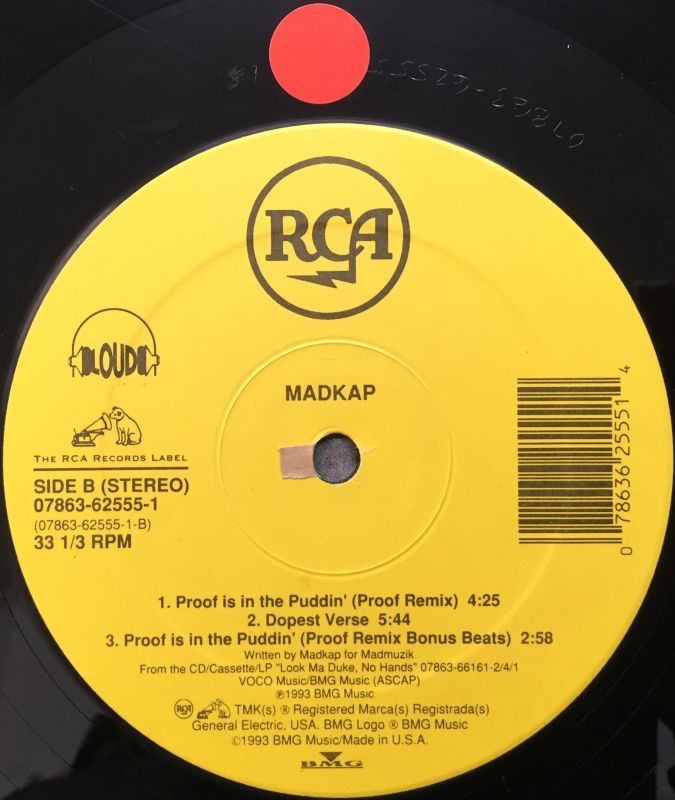 07863-62555-1 S1
RCA
LOUD
MADKAP
THE RCA RECORDS LABEL
SIDE B (STEREO)
07863-62555-1
(07863-62555-1-B)
33 1/3 RPM
0 78636 25551 4
1. Proof is in the Puddin' (Proof Remix) 4:25
2. Dopest Verse 5:44
3. Proof is in the Puddin' (Proof Remix Bonus Beats) 2:58
Written by Madkap for Madmuzik
From the CD/Cassette/LP "Look Ma Duke, No Hands" 07863-66161-2/4/1
VOCO Music/BMG Music (ASCAP)
℗1993 BMG Music
RCA TMK(s) ® Registered Marca(s) Registrada(s)
General Electric, USA. BMG Logo ® BMG Music
©1993 BMG Music/Made in U.S.A.
BMG